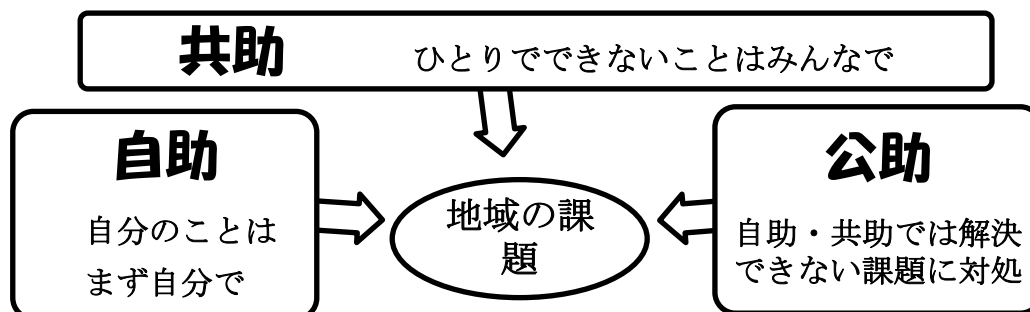 共助 ひとりでできないことはみんなで
自助
自分のことは
まず自分で
地域の課
題
公助
自助・共助では解決
できない課題に対処